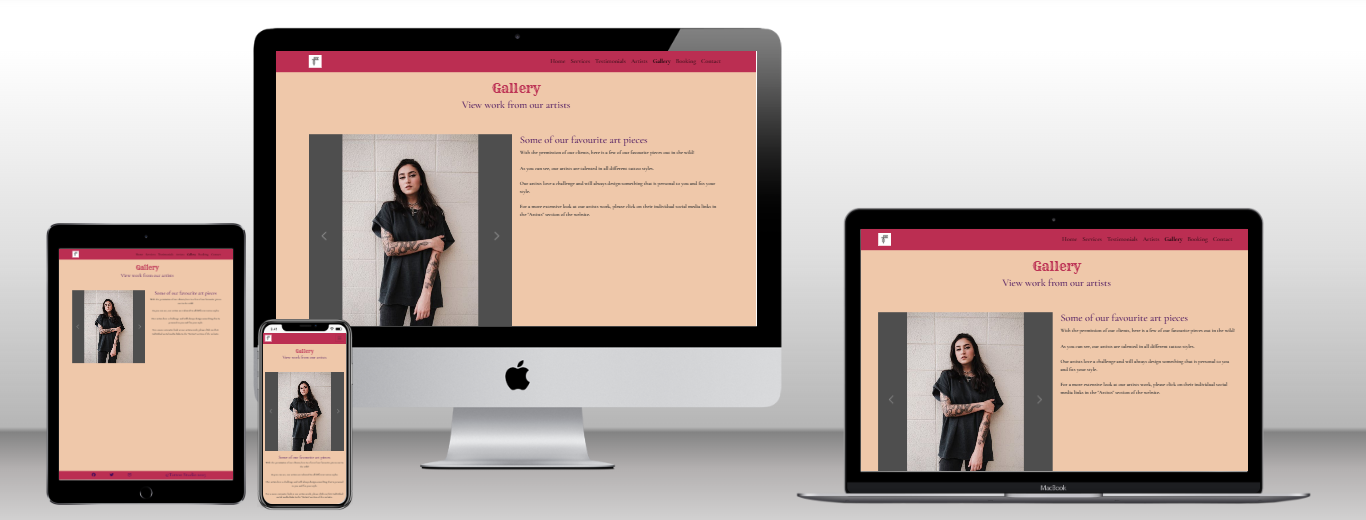 Home Services Testimonials Artists Gallery Booking Contact
Gallery
View work from our artists
Some of our favourite art pieces
With the permission of our clients, here is a few of our favourite pieces out in the wild!
As you can see, our artists are talented in all different tattoo styles.
Our artists love a challenge and will always design something that is personal to you and for your
style.
For a more extensive look at our artists work, please click on their individual social media links in
the "Artists" section of the website.
Gallery
View work from our artists
Some of our favourite art pieces
Gallery
View work from our artists
Some of our favourite art pieces
Home Services Testimonials Artists Gallery Booking Contact
Gallery
View work from our artists
Some of our favourite art pieces
With the permission of our clients, here is a few of our favourite pieces out in the wild!
As you can see, our artists are talented in all different tattoo styles.
Our artists love a challenge and will always design something that is personal to you
and for your style.
For a more extensive look at our artists work, please click on their individual social
media links in the "Artists" section of the website.
MacBook